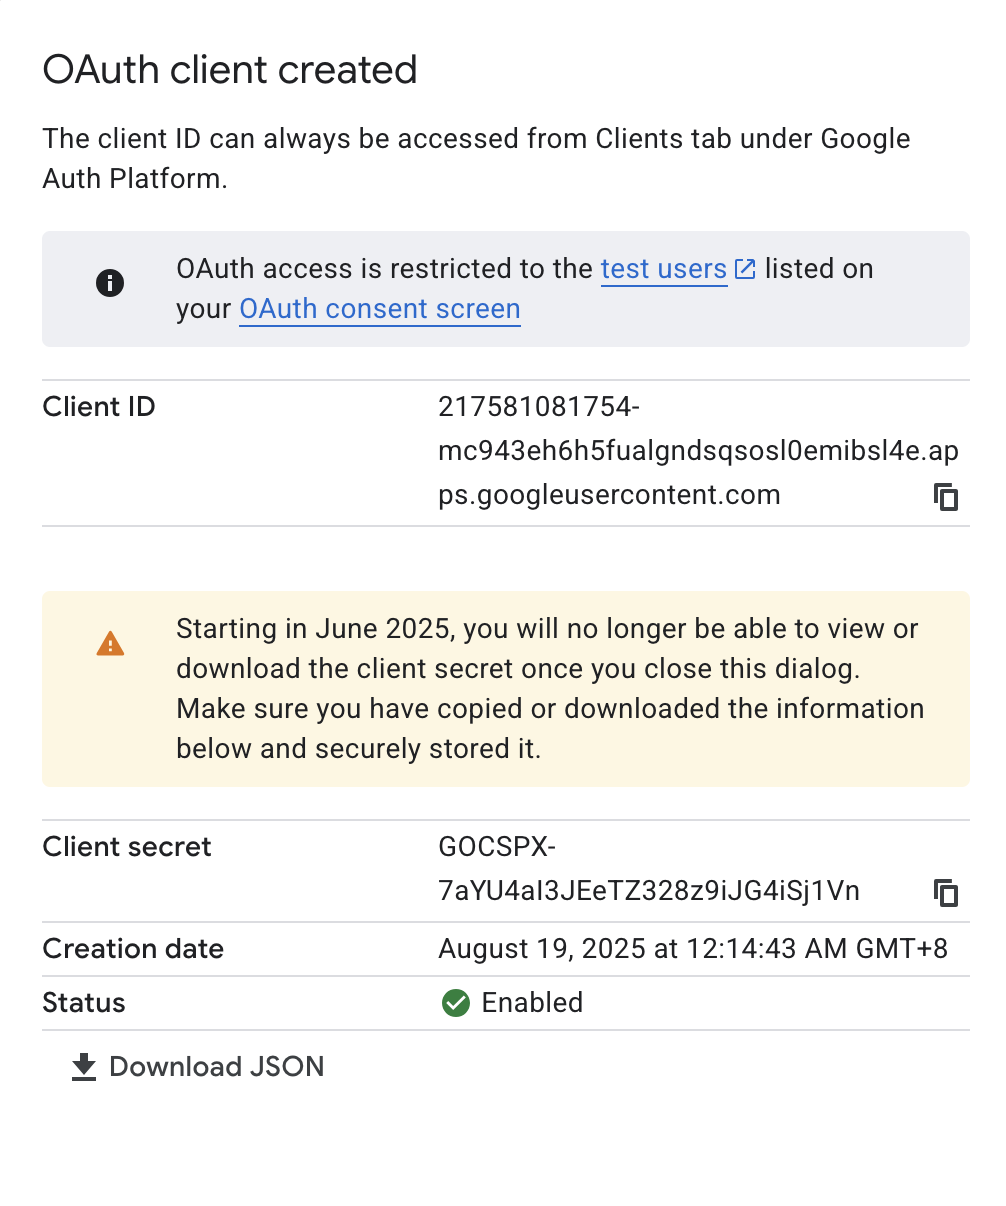 OAuth client created
The client ID can always be accessed from Clients tab under Google
Auth Platform.
OAuth access is restricted to the test users listed on
your OAuth consent screen
Client ID
217581081754-
mc943eh6h5fualgndsqsosl0emibsl4e.ap
ps.googleusercontent.com
Starting in June 2025, you will no longer be able to view or
download the client secret once you close this dialog.
Make sure you have copied or downloaded the information
below and securely stored it.
Client secret
GOCSPX-
7aYU4aI3JEeTZ328z9iJG4iSj1Vn
Creation date
August 19, 2025 at 12:14:43 AM GMT+8
Status
Enabled
Download JSON